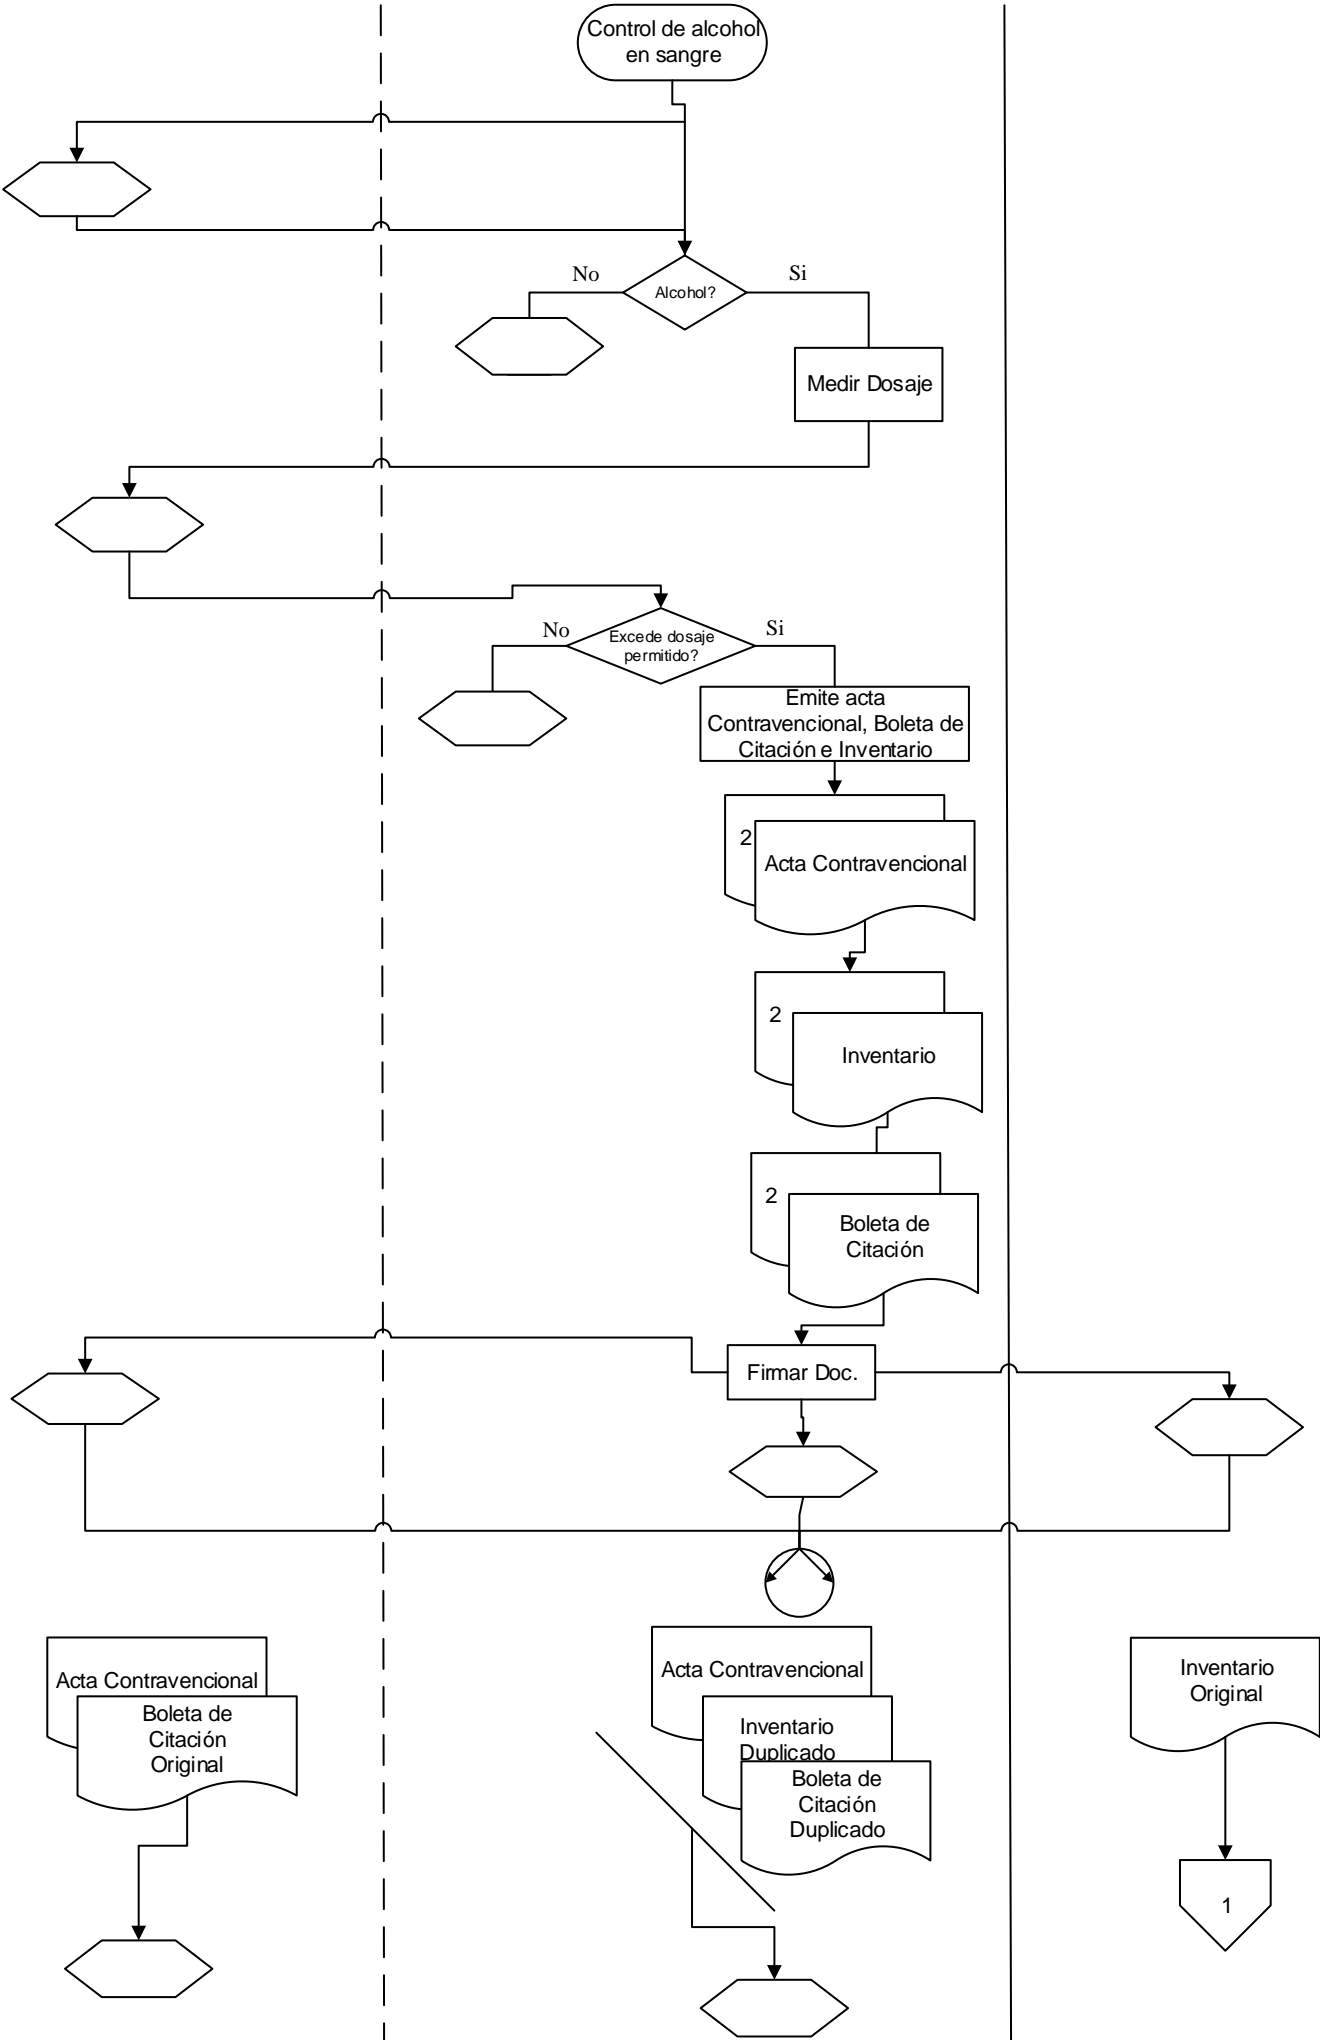 Control de alcohol
en sangre
No
Si
Alcohol?
Medir Dosaje
No
Si
Excede dosaje
permitido?
Emite acta
Contravencional, Boleta de
Citación e Inventario
2
Acta Contravencional
2
Inventario
2
Boleta de
Citación
Firmar Doc.
Acta Contravencional
Boleta de
Citación
Original
Acta Contravencional
Inventario
Duplicado
Boleta de
Citación
Duplicado
Inventario
Original
1